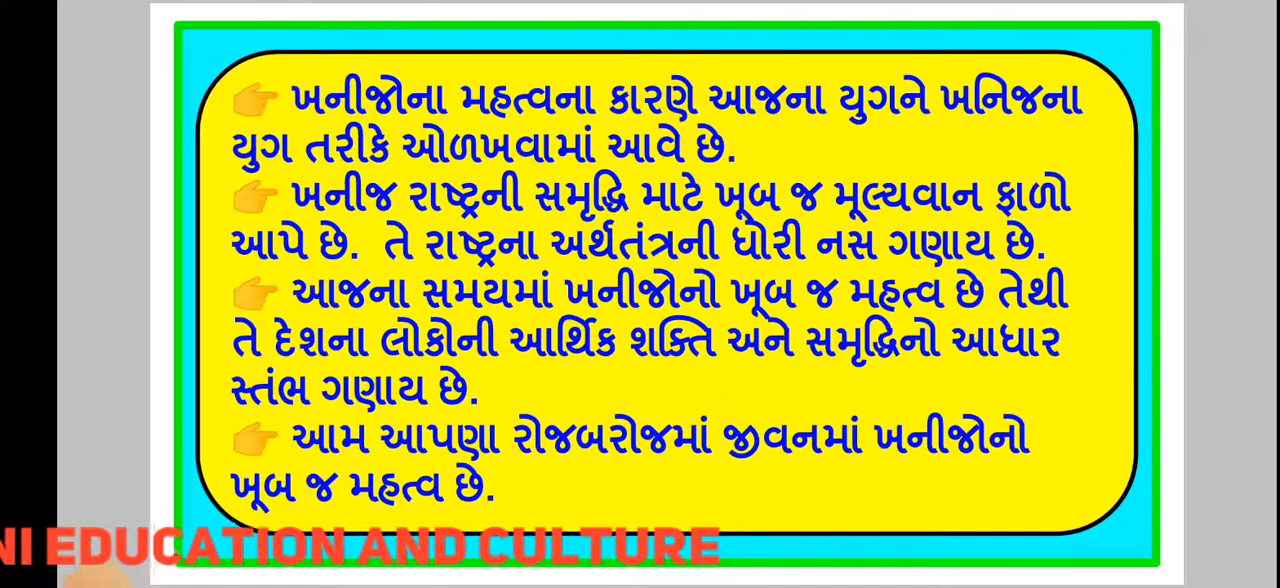 👉 ખનીજોના મહત્વના કારણે આજના યુગને ખનિજના
યુગ તરીકે ઓળખવામાં આવે છે.
👉 ખનીજ રાષ્ટ્રની સમૃદ્ધિ માટે ખૂબ જ મૂલ્યવાન ફાળો
આપે છે. તે રાષ્ટ્રના અર્થતંત્રની ધોરી નસ ગણાય છે.
👉 આજના સમયમાં ખનીજોનો ખૂબ જ મહત્વ છે તેથી
તે દેશના લોકોની આર્થિક શક્તિ અને સમૃદ્ધિનો આધાર
સ્તંભ ગણાય છે.
👉 આમ આપણા રોજબરોજમાં જીવનમાં ખનીજોનો
ખૂબ જ મહત્વ છે.
NI EDUCATION AND CULTURE